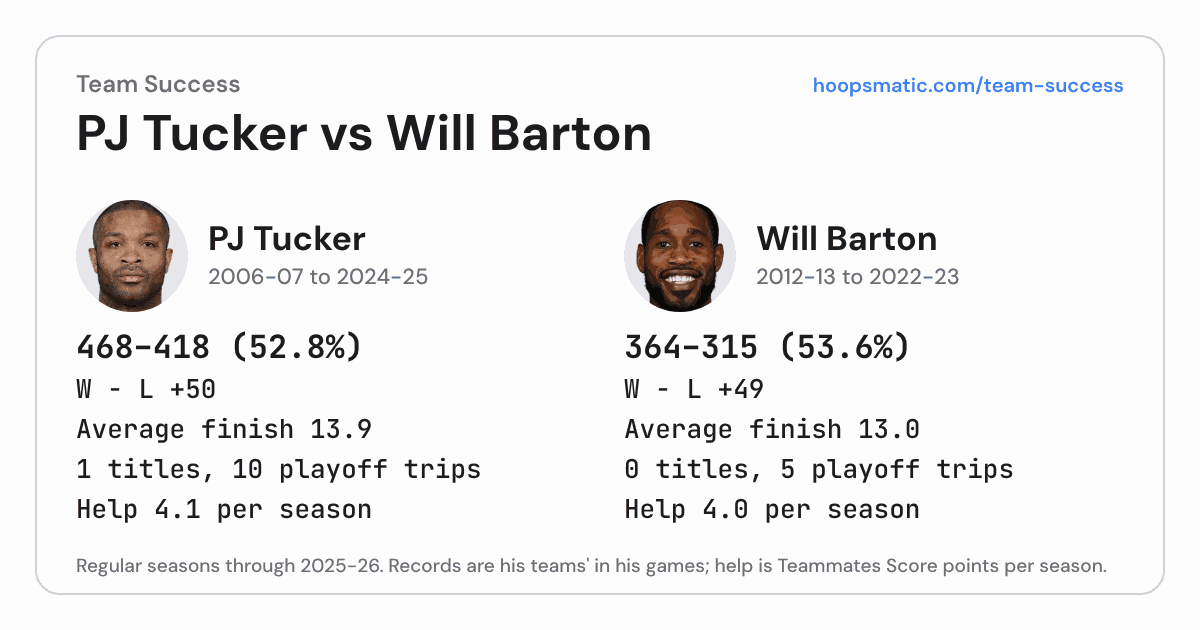 Team Success
hoopsmatic.com/team-success
PJ Tucker vs Will Barton
PJ Tucker
2006-07 to 2024-25
468-418 (52.8%)
W - L +50
Average finish 13.9
1 titles, 10 playoff trips
Help 4.1 per season
Will Barton
2012-13 to 2022-23
364-315 (53.6%)
W - L +49
Average finish 13.0
0 titles, 5 playoff trips
Help 4.0 per season
Regular seasons through 2025-26. Records are his teams' in his games; help is Teammates Score points per season.